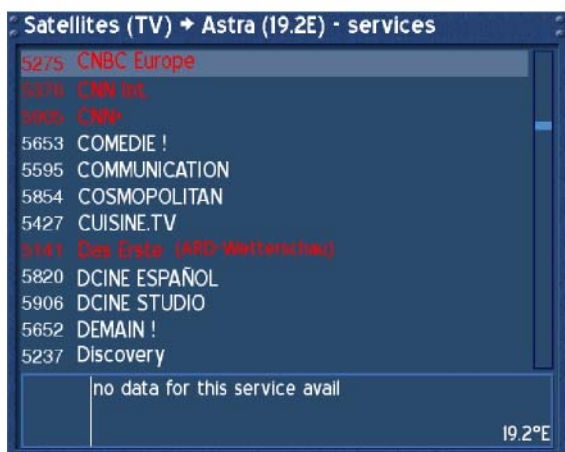 Satellites (TV) ➜ Astra (19.2E) - services
5275 CNBC Europe
5378 CNN Int.
5905 CNN+
5653 COMEDIE !
5595 COMMUNICATION
5854 COSMOPOLITAN
5427 CUISINE.TV
5141 Das Erste (ARD-Wetterschau)
5820 DCINE ESPAÑOL
5906 DCINE STUDIO
5652 DEMAIN !
5237 Discovery
no data for this service avail
19.2°E